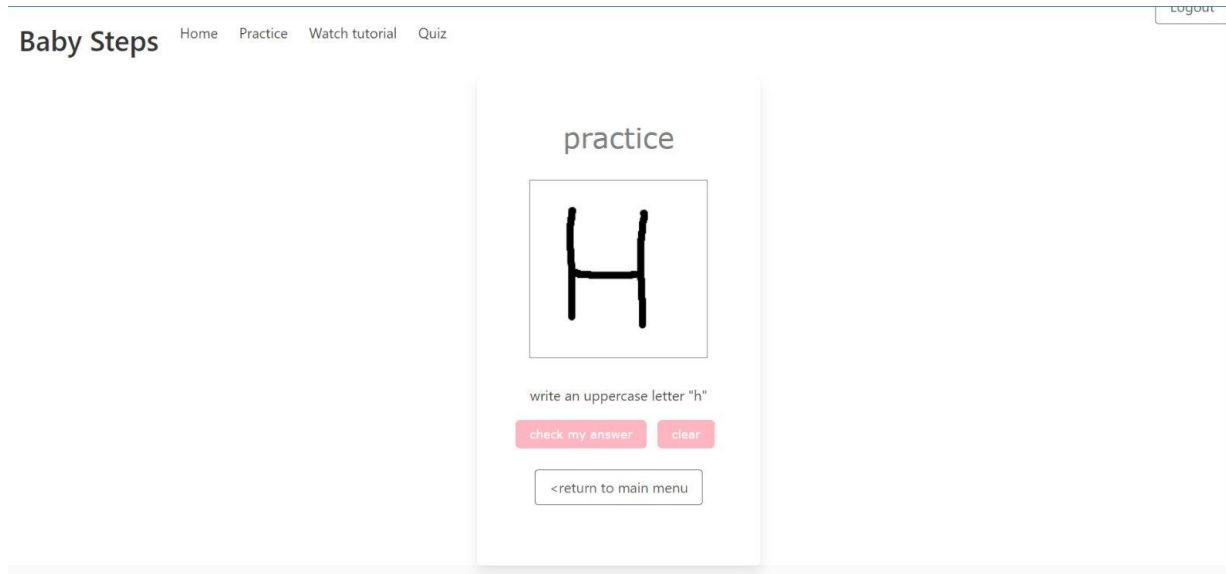 Logout
Baby Steps Home Practice Watch tutorial Quiz
practice
H
write an uppercase letter "h"
check my answer clear
<return to main menu